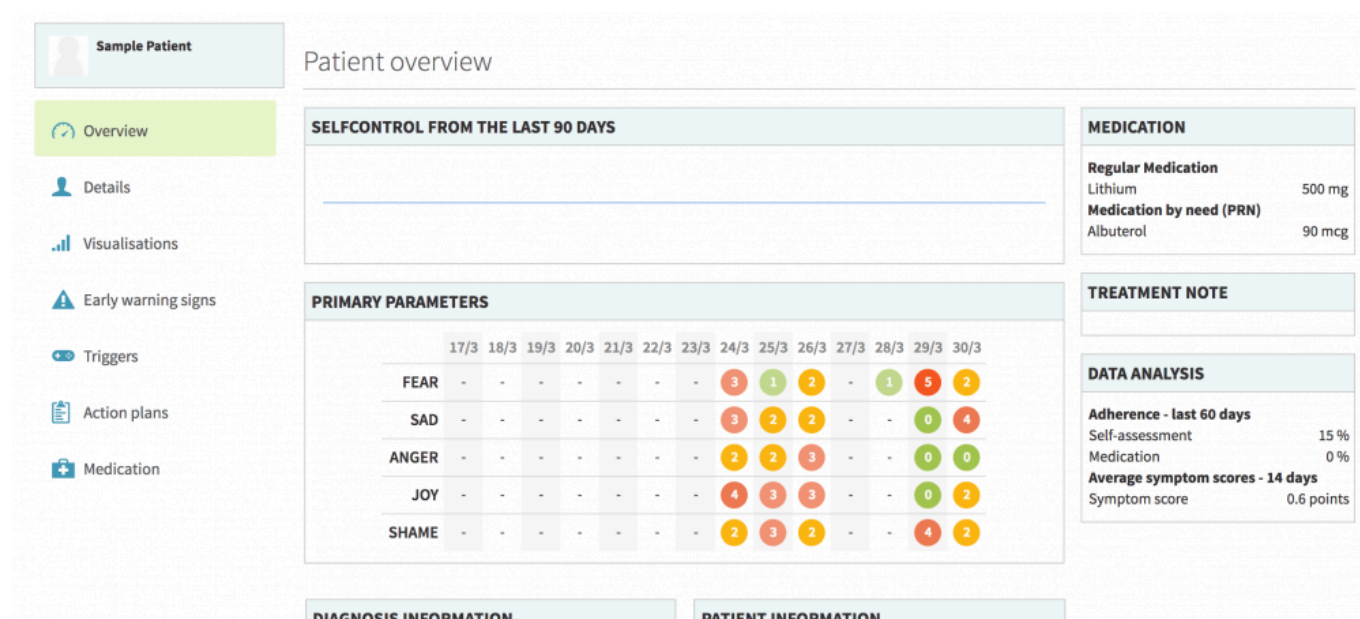 Sample Patient
Overview
Details
Visualisations
Early warning signs
Triggers
Action plans
Medication
Patient overview
SELFCONTROL FROM THE LAST 90 DAYS
PRIMARY PARAMETERS
17/3 18/3 19/3 20/3 21/3 22/3 23/3 24/3 25/3 26/3 27/3 28/3 29/3 30/3
FEAR - - - - - - - 3 1 2 - 1 5 2
SAD - - - - - - - 3 2 2 - - 0 4
ANGER - - - - - - - 2 2 3 - - 0 0
JOY - - - - - - - 4 3 3 - - 0 2
SHAME - - - - - - - 2 3 2 - - 4 2
DIAGNOSIS INFORMATION
PATIENT INFORMATION
MEDICATION
Regular Medication
Lithium 500 mg
Medication by need (PRN)
Albuterol 90 mcg
TREATMENT NOTE
DATA ANALYSIS
Adherence - last 60 days
Self-assessment 15 %
Medication 0 %
Average symptom scores - 14 days
Symptom score 0.6 points